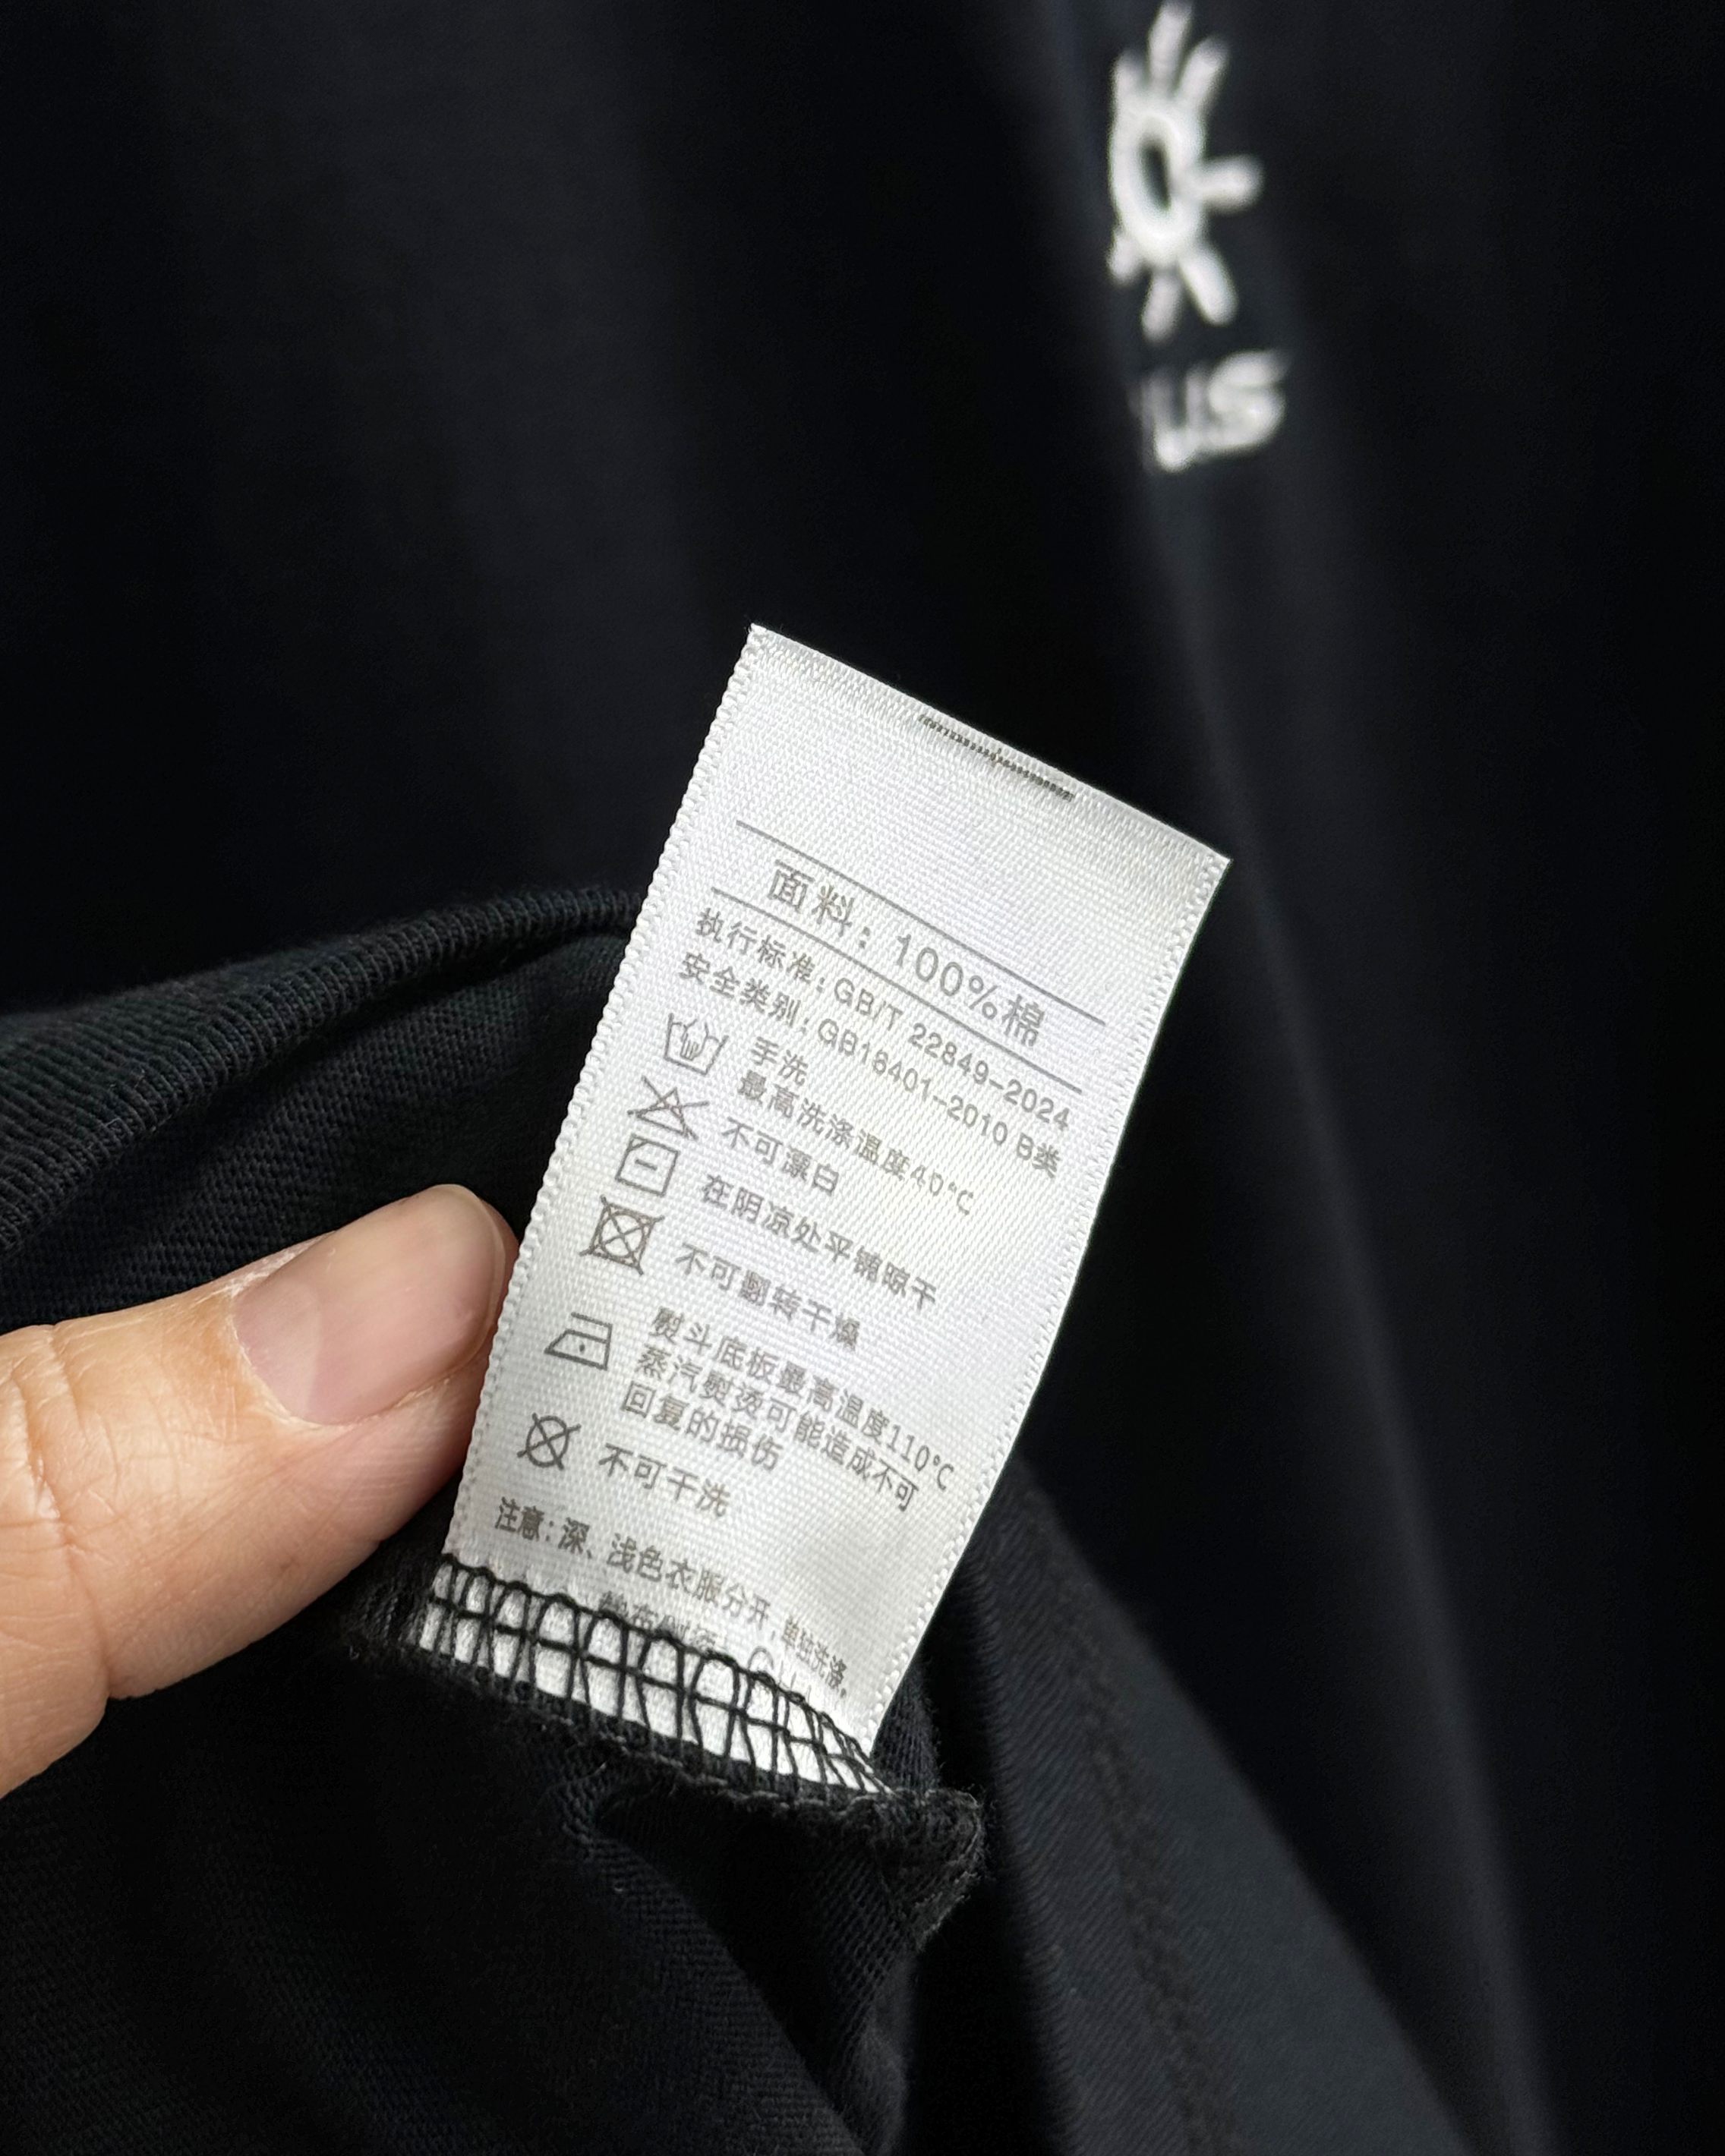 US
面料：100%棉
执行标准：GB/T 22849-2024
安全类别：GB18401-2010 B类
手洗
最高洗涤温度40℃
不可漂白
在阴凉处平铺晾干
不可翻转干燥
熨斗底板最高温度110℃
蒸汽熨烫可能造成不可
回复的损伤
不可干洗
注意：深、浅色衣服分开，单独洗涤，